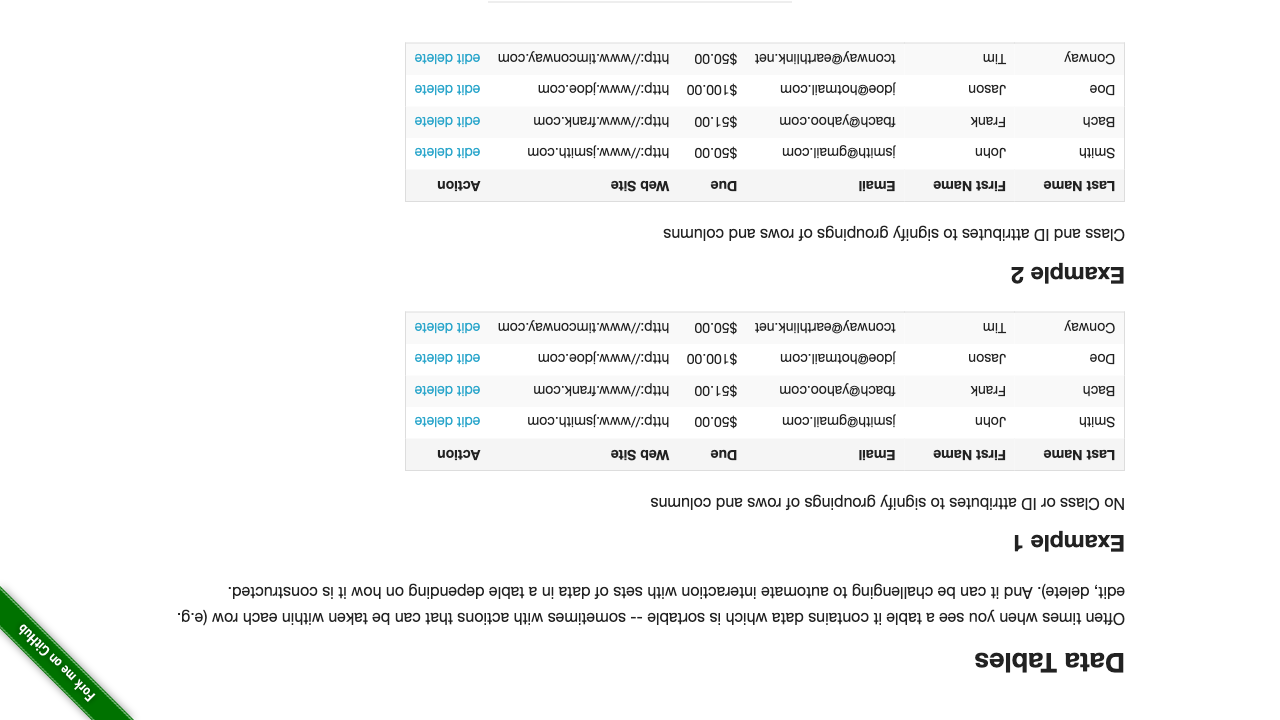 Fork me on GitHub
Data Tables
Often times when you see a table it contains data which is sortable -- sometimes with actions that can be taken within each row (e.g.
edit, delete). And it can be challenging to automate interaction with sets of data in a table depending on how it is constructed.
Example 1
No Class or ID attributes to signify groupings of rows and columns
Last Name First Name Email Due Web Site Action
Smith John jsmith@gmail.com $50.00 http://www.jsmith.com edit delete
Bach Frank fbach@yahoo.com $51.00 http://www.frank.com edit delete
Doe Jason jdoe@hotmail.com $100.00 http://www.jdoe.com edit delete
Conway Tim tconway@earthlink.net $50.00 http://www.timconway.com edit delete
Example 2
Class and ID attributes to signify groupings of rows and columns
Last Name First Name Email Due Web Site Action
Smith John jsmith@gmail.com $50.00 http://www.jsmith.com edit delete
Bach Frank fbach@yahoo.com $51.00 http://www.frank.com edit delete
Doe Jason jdoe@hotmail.com $100.00 http://www.jdoe.com edit delete
Conway Tim tconway@earthlink.net $50.00 http://www.timconway.com edit delete